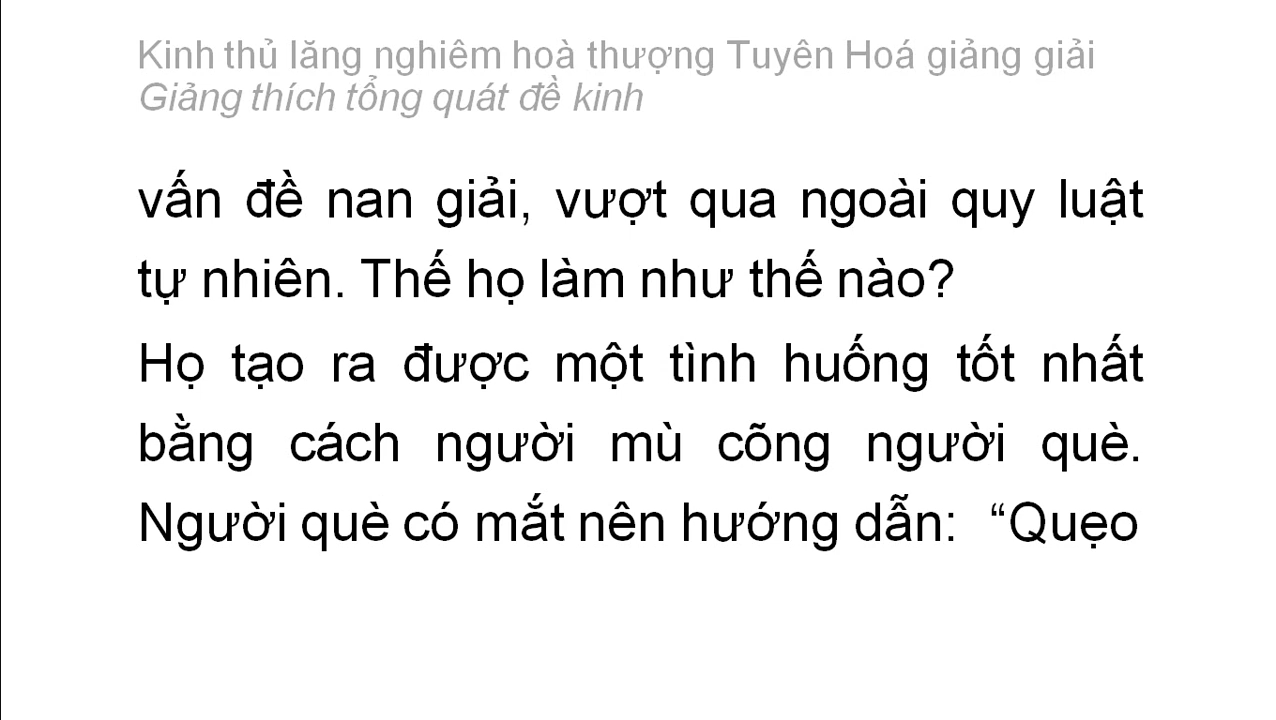 Kinh thủ lăng nghiêm hoà thượng Tuyên Hoá giảng giải
Giảng thích tổng quát đề kinh
vấn đề nan giải, vượt qua ngoài quy luật
tự nhiên. Thế họ làm như thế nào?
Họ tạo ra được một tình huống tốt nhất
bằng cách người mù cõng người què.
Người què có mắt nên hướng dẫn: “Quẹo